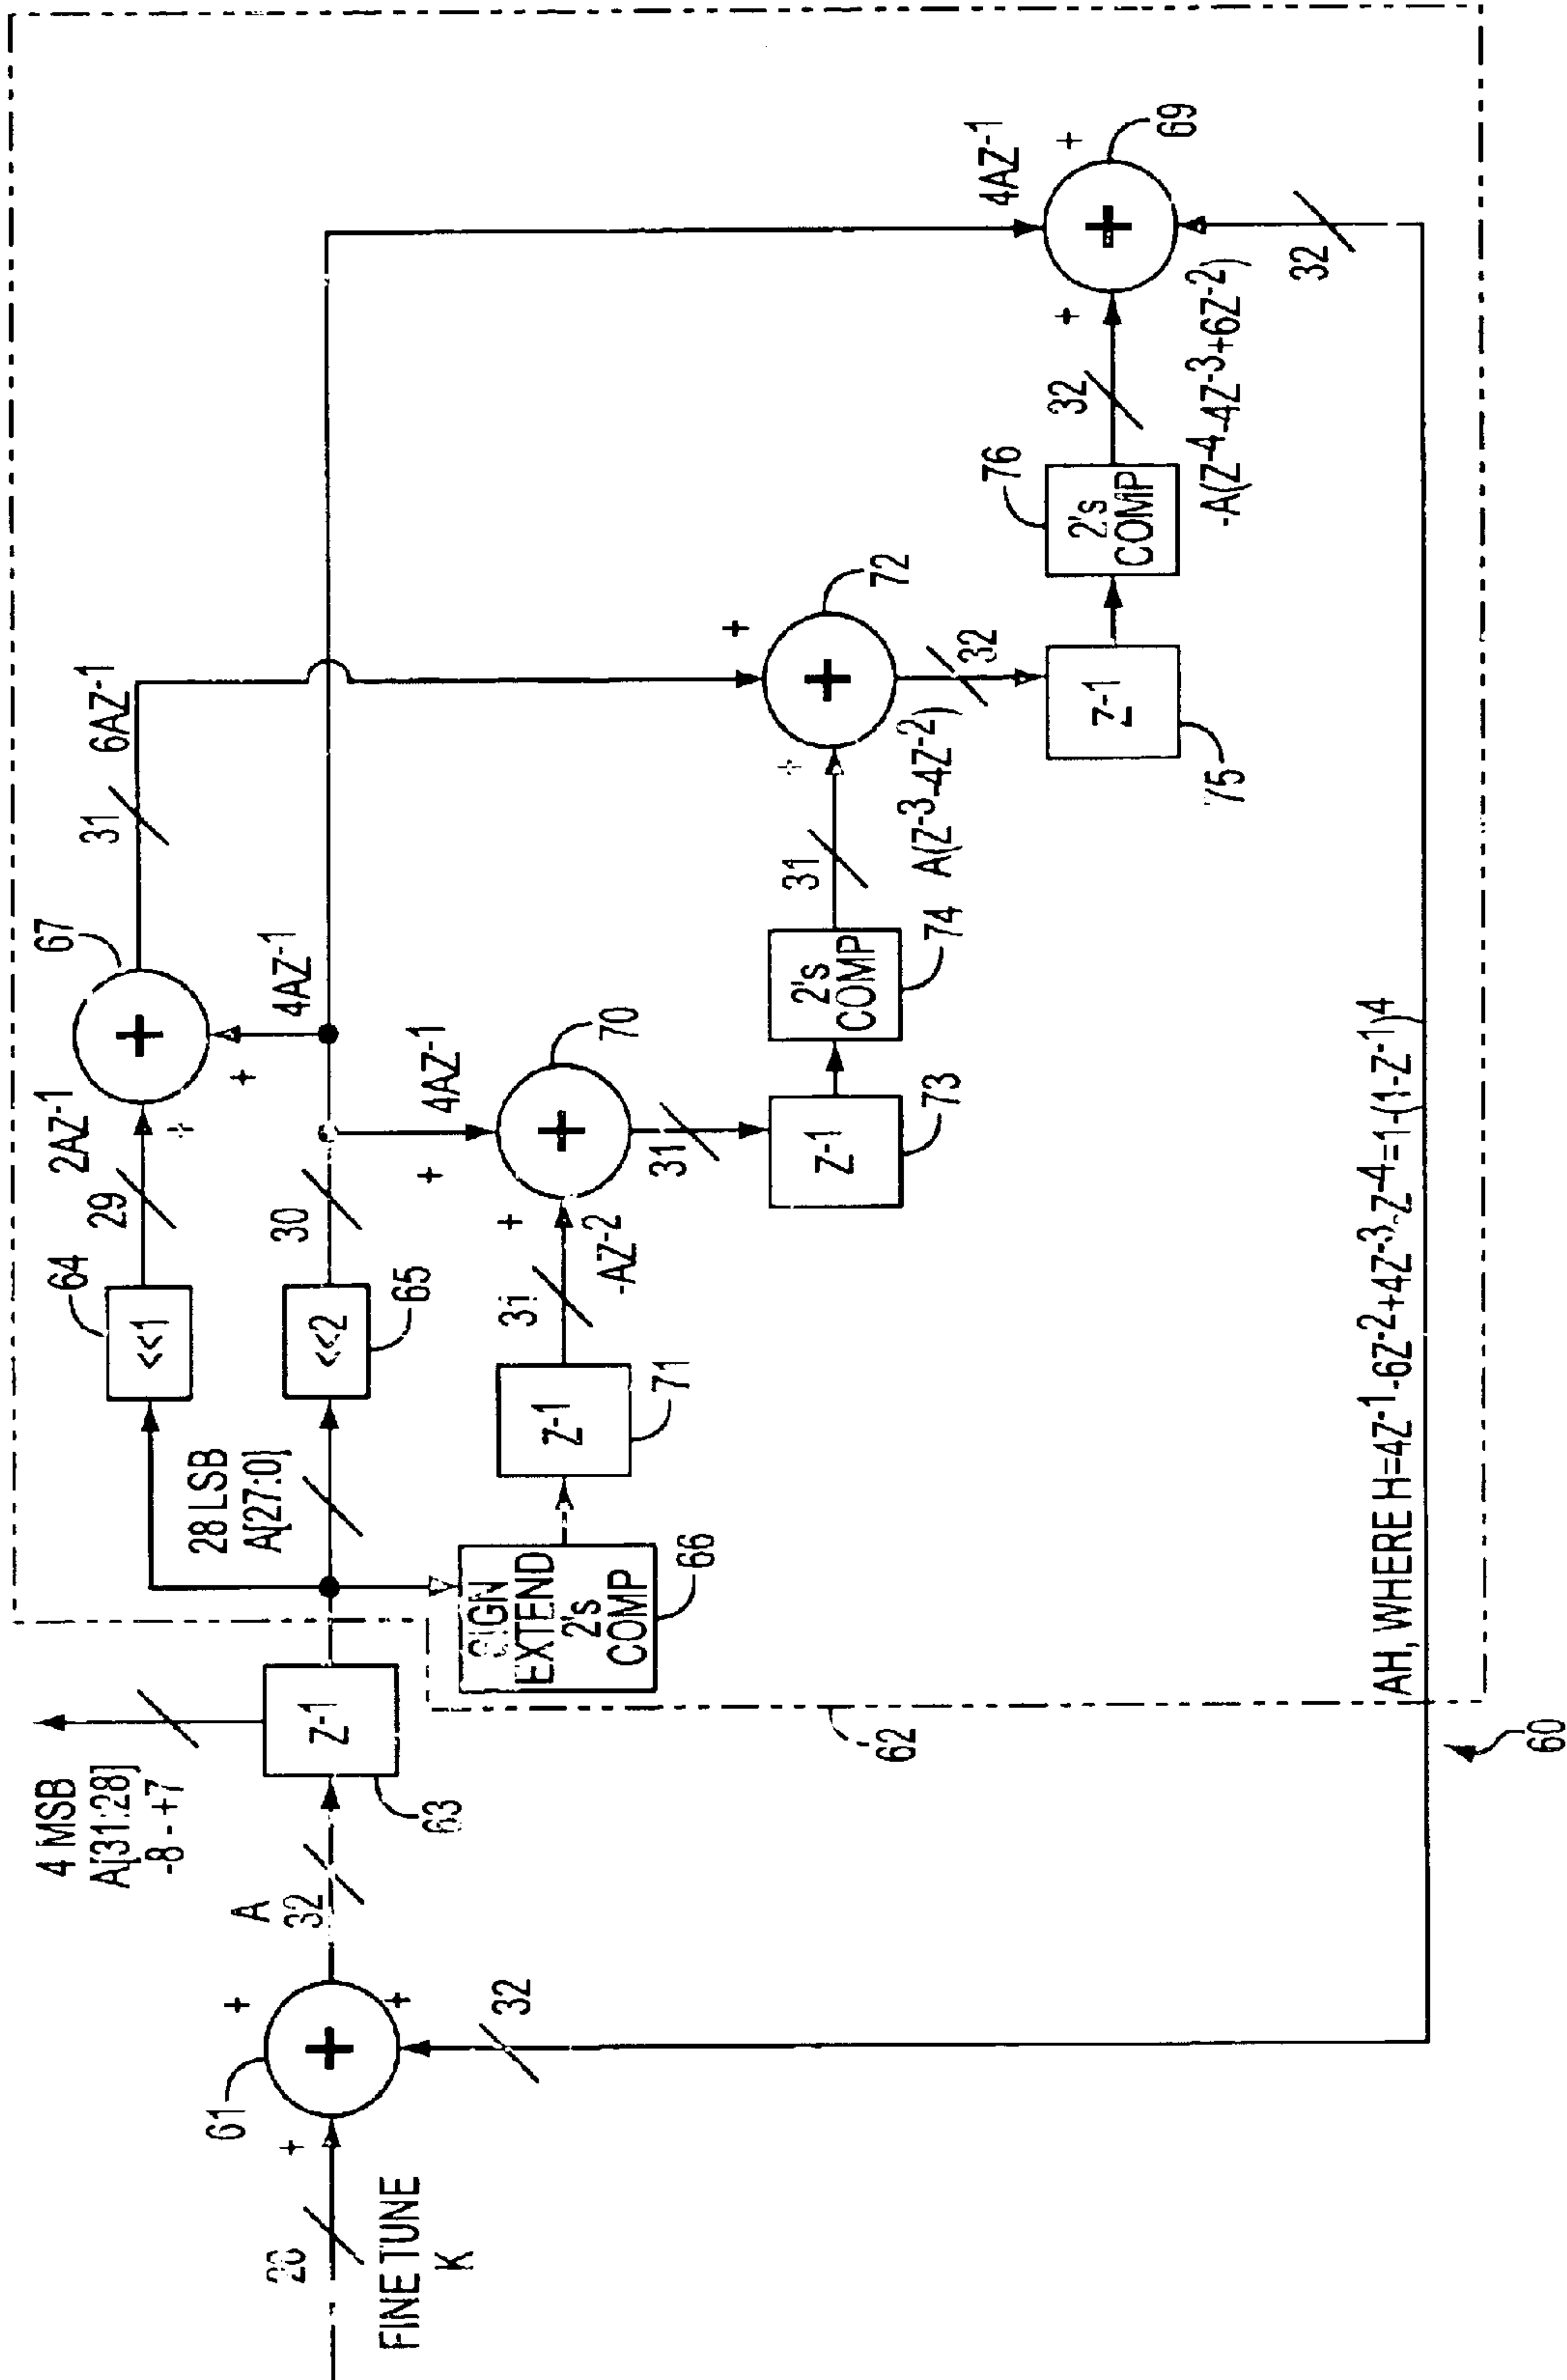 4 MSB
A[31:28]
-8 - +7
FINE TUNE
K
61
+
+
+
+
32
A
32
Z-1
63
28 LSB
A[27:0]
<<1
64
29
2AZ-1
+
+
67
+
31
6AZ-1
<<2
65
30
4AZ-1
4AZ-1
4AZ-1
SIGN
EXTEND
2's
COMP
66
Z-1
71
31
-AZ-2
+
+
+
70
31
Z-1
73
2's
COMP
74
31
A(Z-3-4Z-2)
+
+
+
72
32
Z-1
75
2's
COMP
76
32
-A(Z-4-4Z-3+6Z-2)
+
+
+
69
32
62
AH, WHERE H=4Z-1-6Z-2+4Z-3-Z-4=1-(1-Z-1)4
60